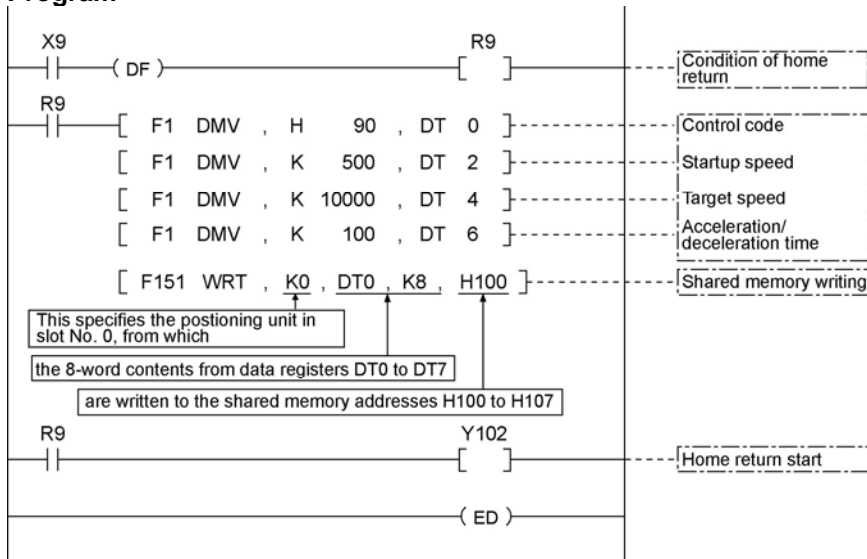 X9 R9
( DF ) [ ] Condition of home
return
R9
[ F1 DMV , H 90 , DT 0 ] Control code
[ F1 DMV , K 500 , DT 2 ] Startup speed
[ F1 DMV , K 10000 , DT 4 ] Target speed
[ F1 DMV , K 100 , DT 6 ] Acceleration/
deceleration time
[ F151 WRT , K0 , DT0 , K8 , H100 ] Shared memory writing
This specifies the postioning unit in
slot No. 0, from which
the 8-word contents from data registers DT0 to DT7
are written to the shared memory addresses H100 to H107
R9 Y102
[ ] Home return start
( ED )